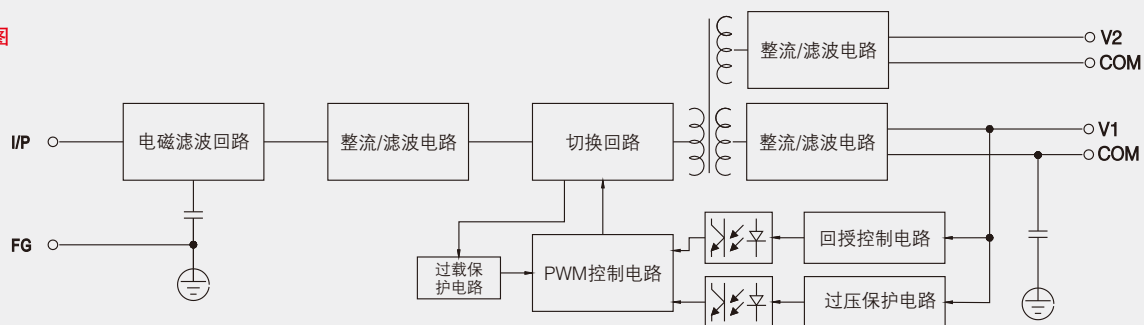 图
整流/滤波电路
V2
COM
I/P
电磁滤波回路
整流/滤波电路
切换回路
整流/滤波电路
V1
COM
FG
过载保
护电路
PWM控制电路
回授控制电路
过压保护电路